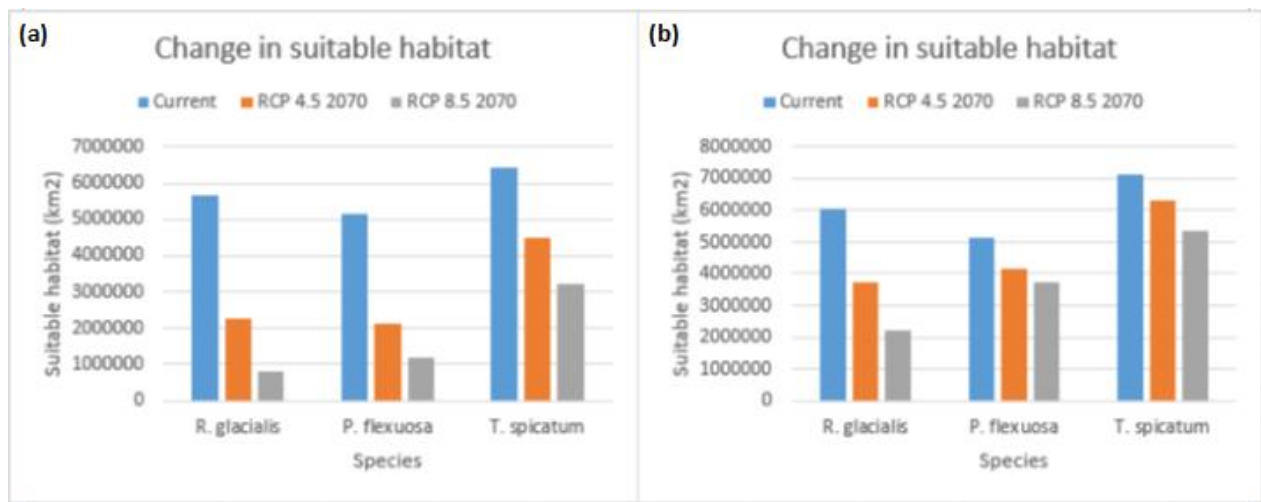 (a)
Change in suitable habitat
Current RCP 4.5 2070 RCP 8.5 2070
Suitable habitat (km2)
7000000
6000000
5000000
4000000
3000000
2000000
1000000
0
R. glacialis P. flexuosa T. spicatum
Species
(b)
Change in suitable habitat
Current RCP 4.5 2070 RCP 8.5 2070
Suitable habitat (km2)
8000000
7000000
6000000
5000000
4000000
3000000
2000000
1000000
0
R. glacialis P. flexuosa T. spicatum
Species